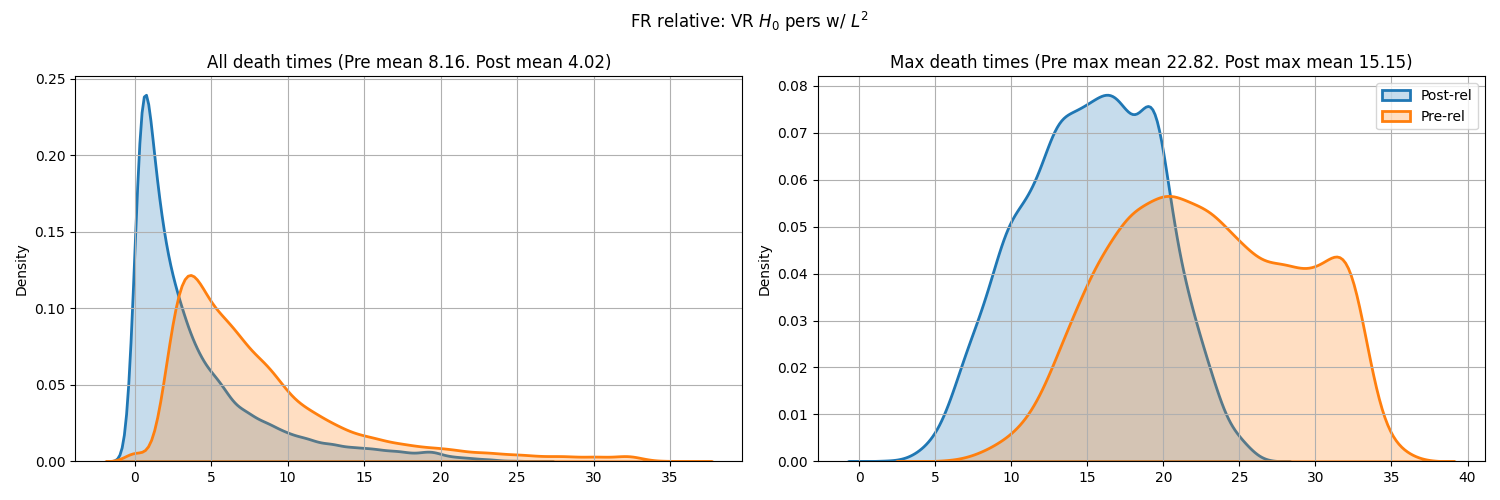 FR relative: VR $H_0$ pers w/ $L^2$
All death times (Pre mean 8.16. Post mean 4.02)
Density
0.25
0.20
0.15
0.10
0.05
0.00
0 5 10 15 20 25 30 35
Max death times (Pre max mean 22.82. Post max mean 15.15)
Density
0.08
0.07
0.06
0.05
0.04
0.03
0.02
0.01
0.00
0 5 10 15 20 25 30 35 40
Post-rel
Pre-rel